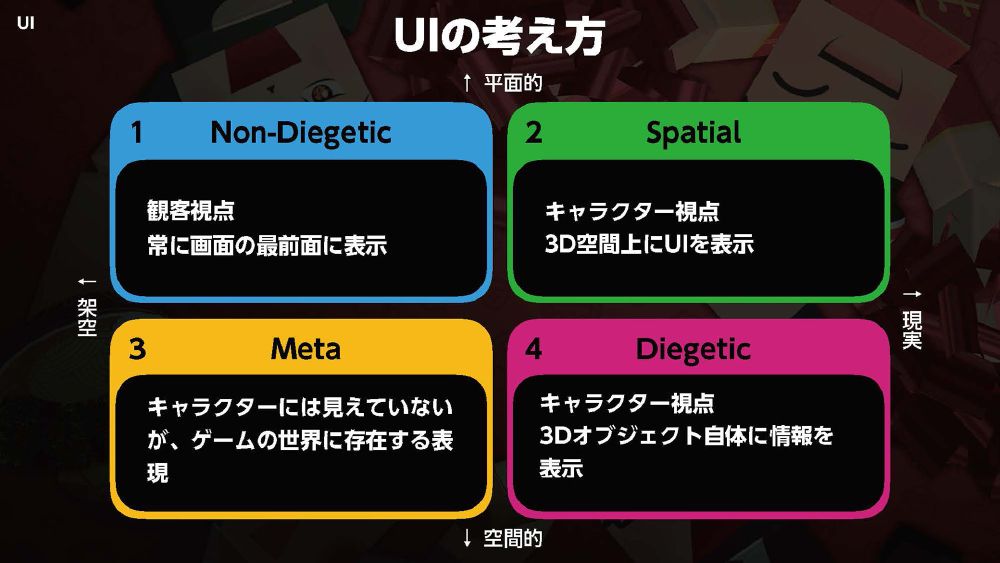 UI
UIの考え方
↑ 平面的
1 Non-Diegetic
観客視点
常に画面の最前面に表示
2 Spatial
キャラクター視点
3D空間上にUIを表示
← 架空
→ 現実
3 Meta
キャラクターには見えていない
が、ゲームの世界に存在する表
現
4 Diegetic
キャラクター視点
3Dオブジェクト自体に情報を
表示
↓ 空間的